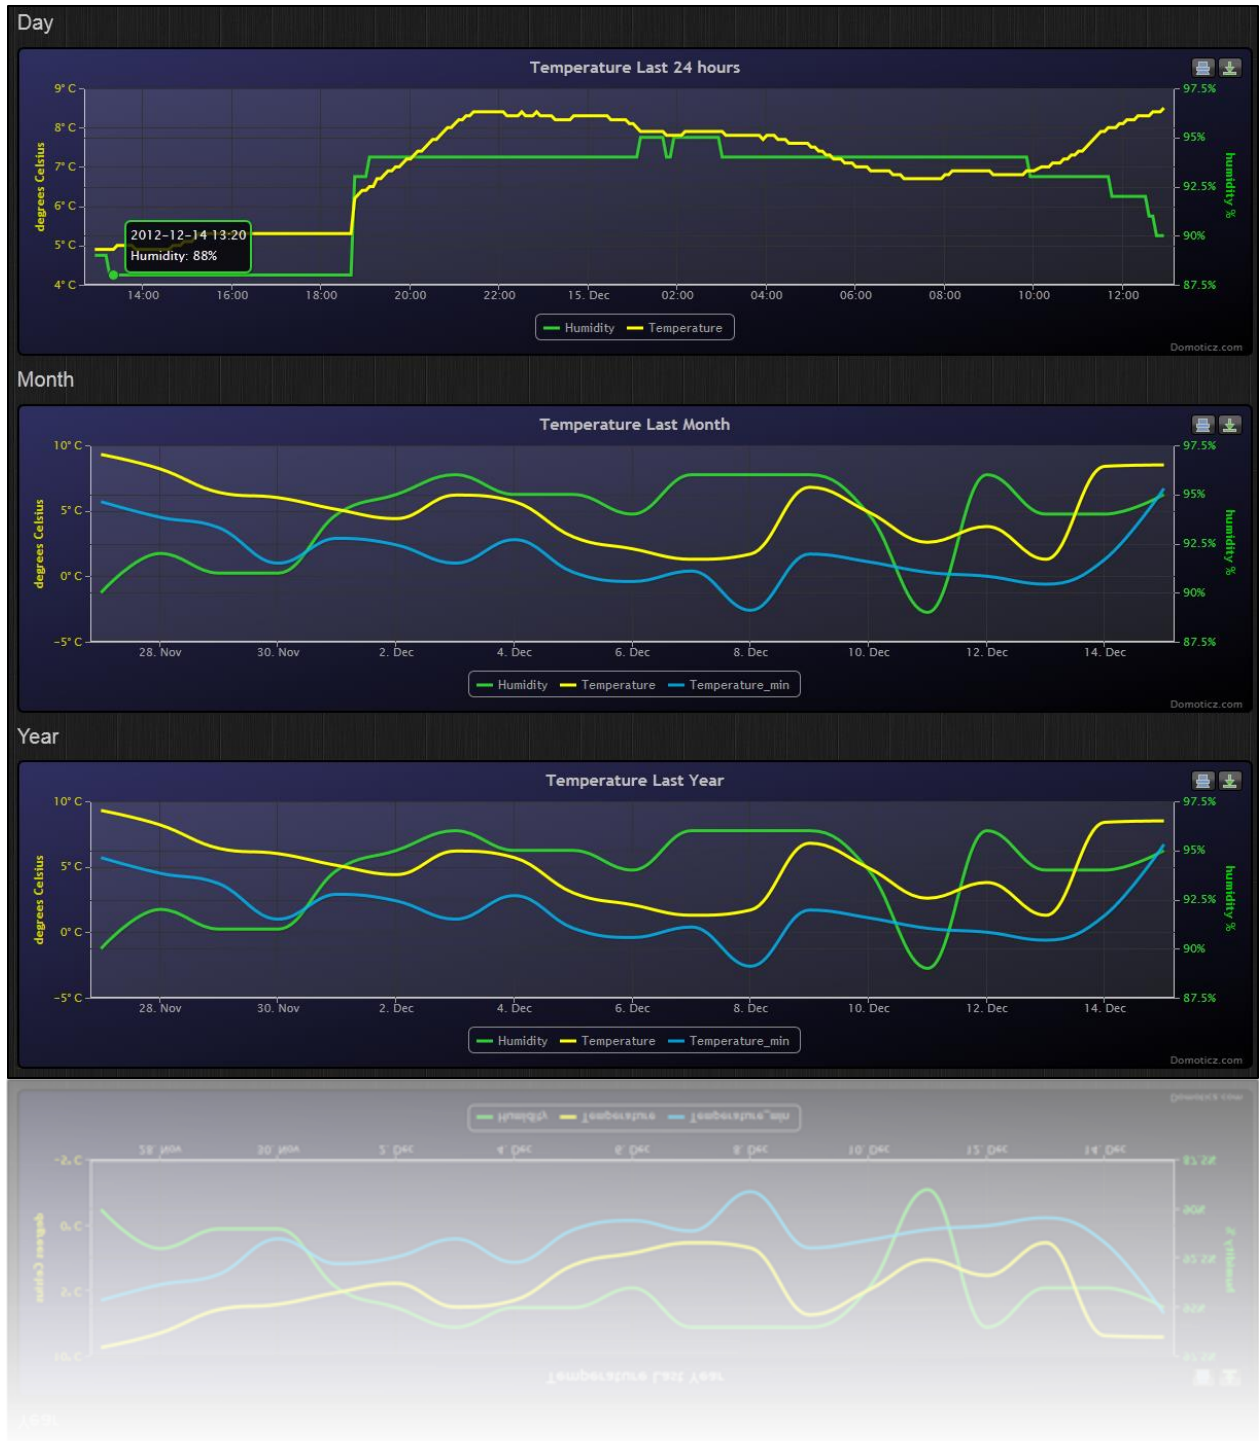 Day
Temperature Last 24 hours
9° C
8° C
7° C
6° C
5° C
4° C
degrees Celsius
97.5%
95%
92.5%
90%
87.5%
humidity %
2012-12-14 13:20
Humidity: 88%
14:00 16:00 18:00 20:00 22:00 15. Dec 02:00 04:00 06:00 08:00 10:00 12:00
Humidity Temperature
Domoticz.com
Month
Temperature Last Month
10° C
5° C
0° C
-5° C
degrees Celsius
97.5%
95%
92.5%
90%
87.5%
humidity %
28. Nov 30. Nov 2. Dec 4. Dec 6. Dec 8. Dec 10. Dec 12. Dec 14. Dec
Humidity Temperature Temperature_min
Domoticz.com
Year
Temperature Last Year
10° C
5° C
0° C
-5° C
degrees Celsius
97.5%
95%
92.5%
90%
87.5%
humidity %
28. Nov 30. Nov 2. Dec 4. Dec 6. Dec 8. Dec 10. Dec 12. Dec 14. Dec
Humidity Temperature Temperature_min
Domoticz.com